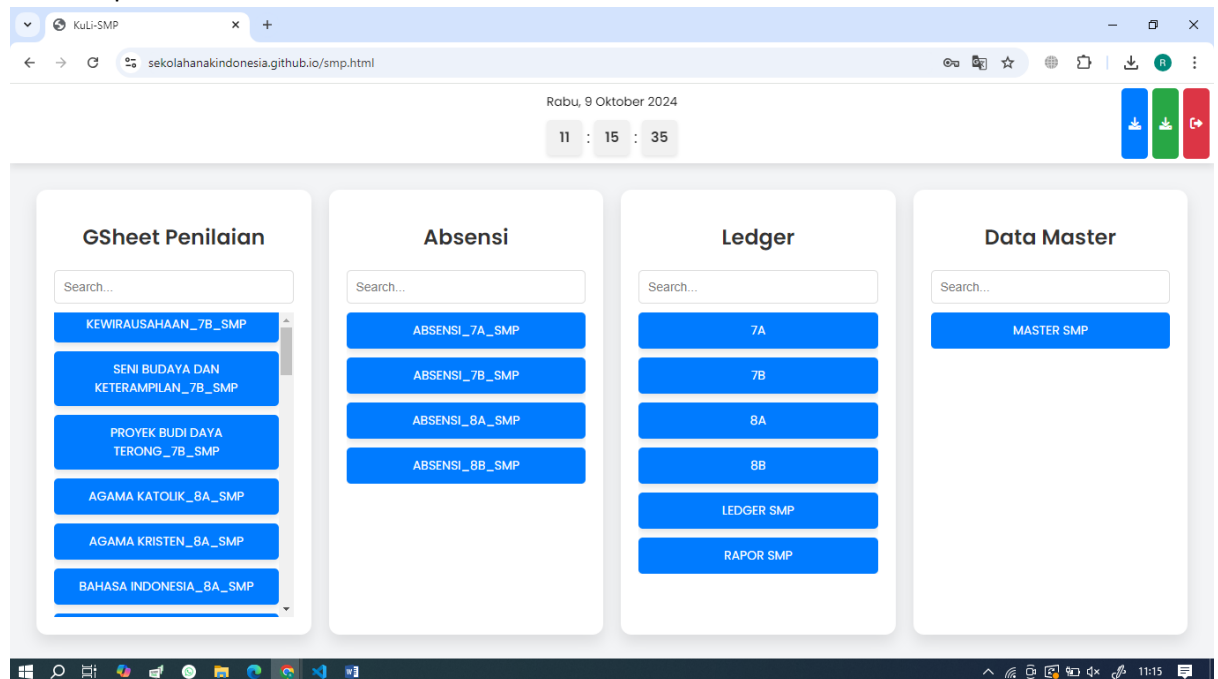 KuLi-SMP
sekolahanakindonesia.github.io/smp.html
R
Rabu, 9 Oktober 2024
11 : 15 : 35
GSheet Penilaian
Search...
KEWIRAUSAHAAN_7B_SMP
SENI BUDAYA DAN
KETERAMPILAN_7B_SMP
PROYEK BUDI DAYA
TERONG_7B_SMP
AGAMA KATOLIK_8A_SMP
AGAMA KRISTEN_8A_SMP
BAHASA INDONESIA_8A_SMP
Absensi
Search...
ABSENSI_7A_SMP
ABSENSI_7B_SMP
ABSENSI_8A_SMP
ABSENSI_8B_SMP
Ledger
Search...
7A
7B
8A
8B
LEDGER SMP
RAPOR SMP
Data Master
Search...
MASTER SMP
11:15